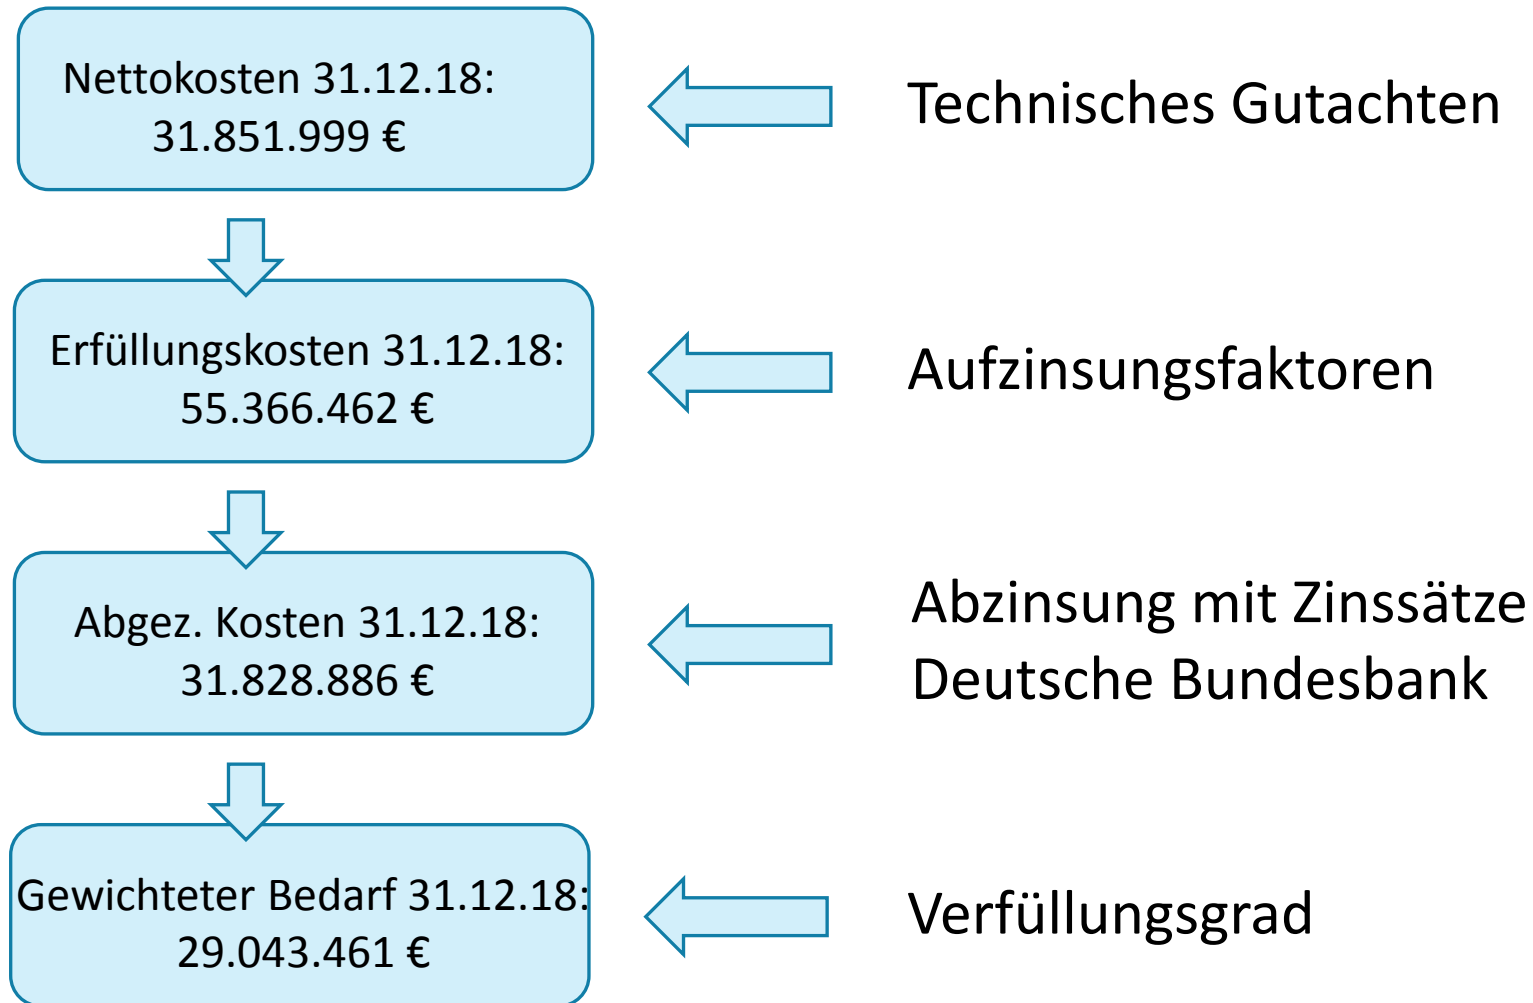 Nettokosten 31.12.18:
31.851.999 €
Technisches Gutachten
Erfüllungskosten 31.12.18:
55.366.462 €
Aufzinsungsfaktoren
Abgez. Kosten 31.12.18:
31.828.886 €
Abzinsung mit Zinssätze
Deutsche Bundesbank
Gewichteter Bedarf 31.12.18:
29.043.461 €
Verfüllungsgrad